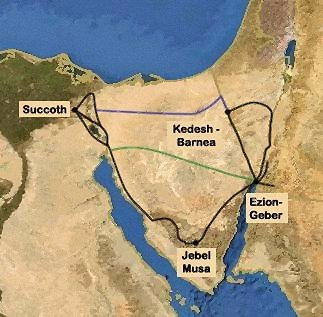 Succoth
Kedesh -
Barnea
Ezion-
Geber
Jebel
Musa